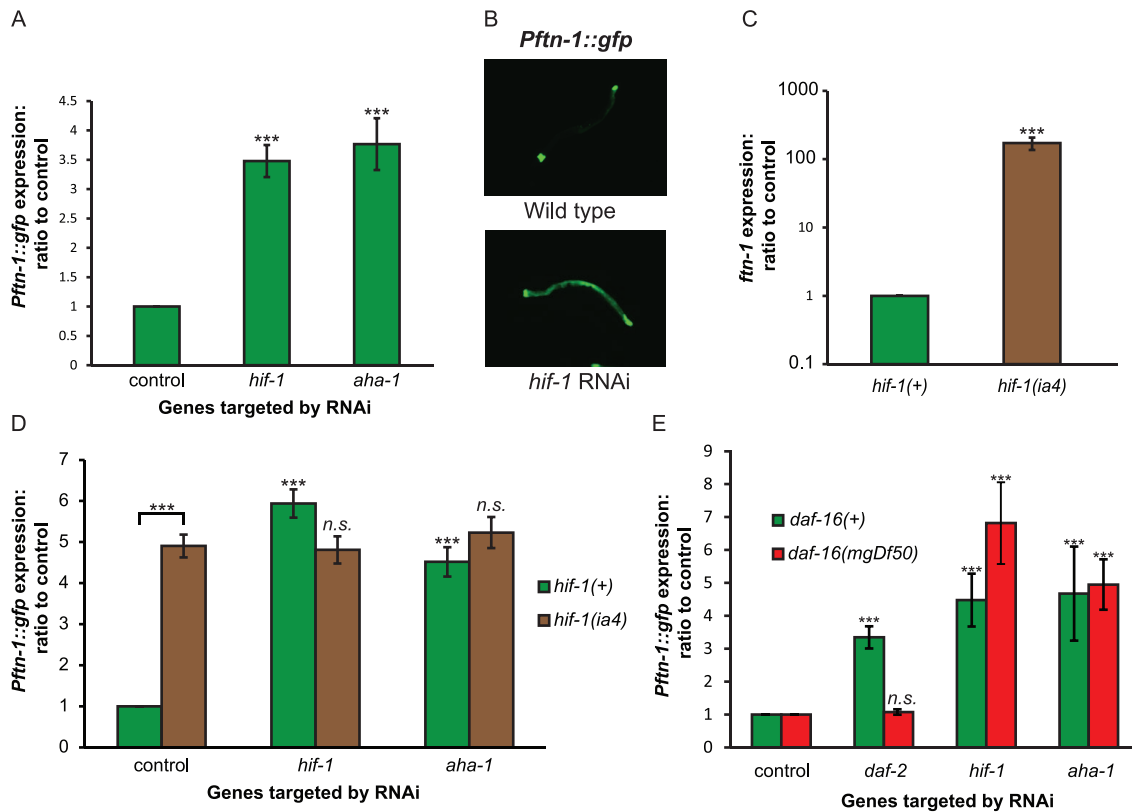 A
Pftn-1::gfp expression:
ratio to control
4.5
4
3.5
3
2.5
2
1.5
1
0.5
0
***
***
control
hif-1
aha-1
Genes targeted by RNAi
B
Pftn-1::gfp
Wild type
hif-1 RNAi
C
ftn-1 expression:
ratio to control
1000
100
10
1
0.1
***
hif-1(+)
hif-1(ia4)
D
Pftn-1::gfp expression:
ratio to control
7
6
5
4
3
2
1
0
***
***
n.s.
***
n.s.
hif-1(+)
hif-1(ia4)
control
hif-1
aha-1
Genes targeted by RNAi
E
Pftn-1::gfp expression:
ratio to control
9
8
7
6
5
4
3
2
1
0
daf-16(+)
daf-16(mgDf50)
***
n.s.
***
***
***
***
control
daf-2
hif-1
aha-1
Genes targeted by RNAi